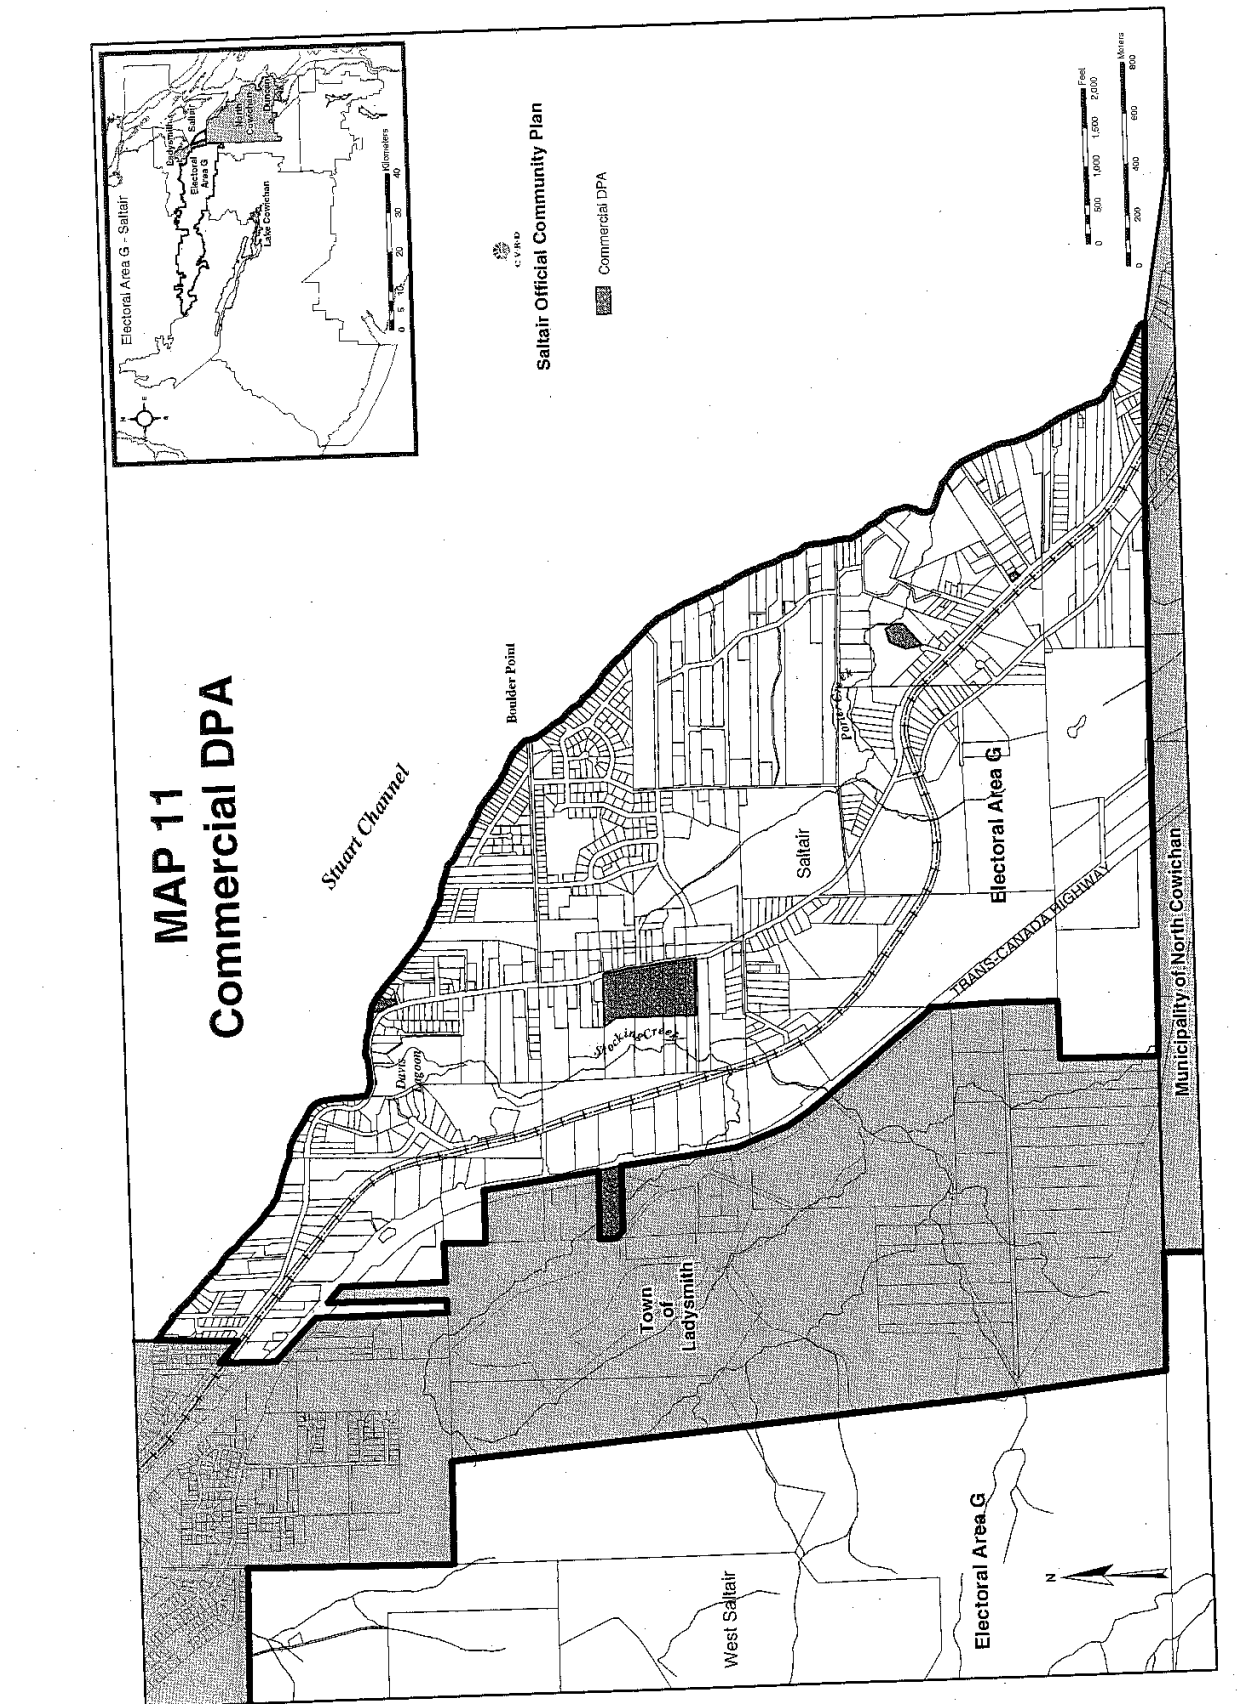 MAP 11
Commercial DPA
Electoral Area G - Saltair
N
E
Ladysmith
Saltair
North
Cowichan
Duncan
Electoral
Area G
Lake Cowichan
0 5 10 20 30 40
Kilometers
C·V·R·D
Saltair Official Community Plan
Commercial DPA
Feet
0 500 1,000 1,500 2,000
Meters
0 200 400 600 800
Stuart Channel
Boulder Point
Davis
Lagoon
Stocking Creek
Porter Creek
Saltair
Electoral Area G
TRANS-CANADA HIGHWAY
Municipality of North Cowichan
Town
of
Ladysmith
West Saltair
Electoral Area G
N